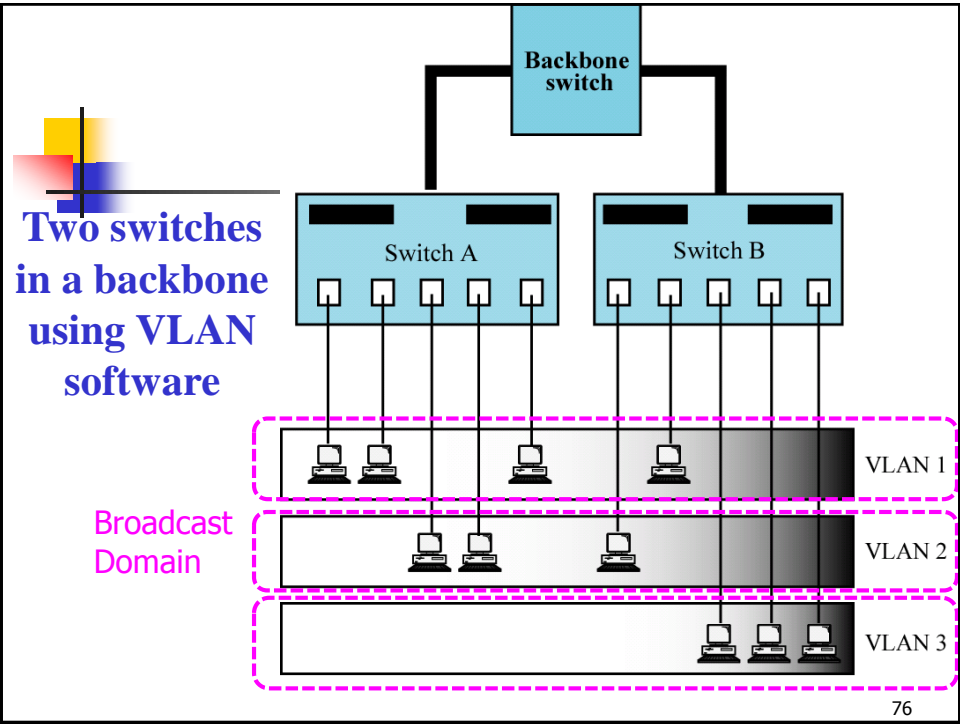 Backbone
switch
Two switches
in a backbone
using VLAN
software
Switch A
Switch B
VLAN 1
Broadcast
Domain
VLAN 2
VLAN 3
76